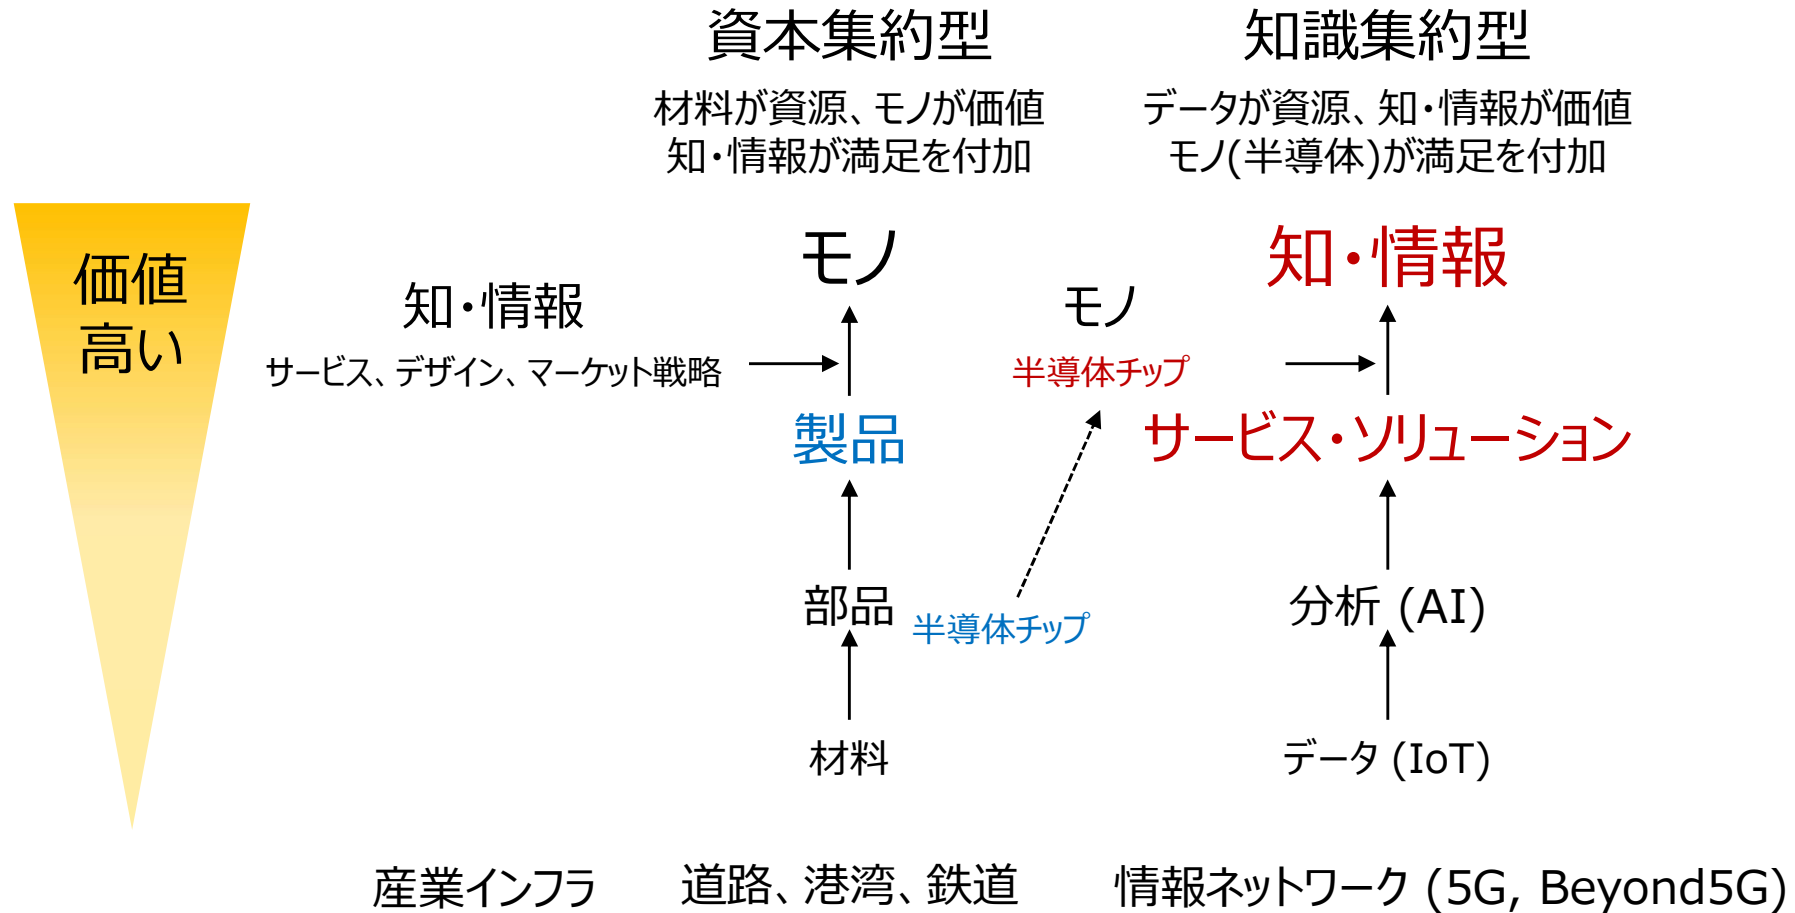 資本集約型
知識集約型
材料が資源、モノが価値
知・情報が満足を付加
データが資源、知・情報が価値
モノ(半導体)が満足を付加
価値
高い
知・情報
サービス、デザイン、マーケット戦略
モノ
製品
部品
材料
半導体チップ
モノ
半導体チップ
知・情報
サービス・ソリューション
分析 (AI)
データ (IoT)
産業インフラ
道路、港湾、鉄道
情報ネットワーク (5G, Beyond5G)